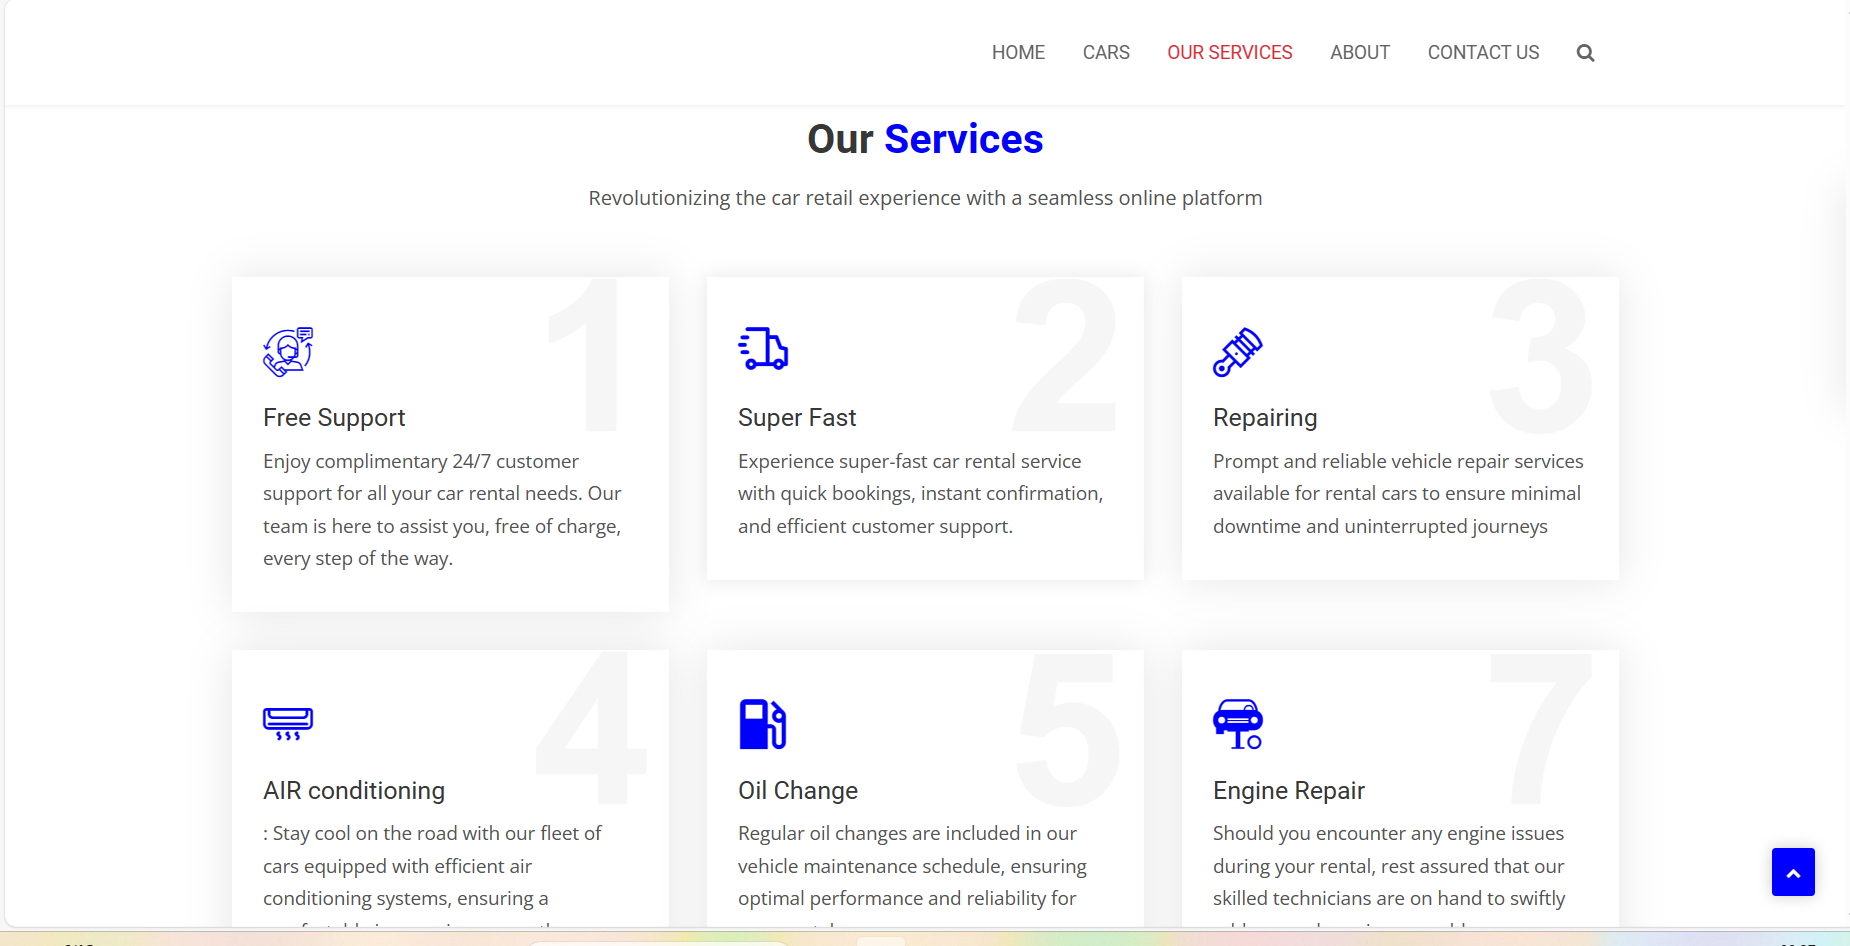 HOME CARS OUR SERVICES ABOUT CONTACT US
Our Services
Revolutionizing the car retail experience with a seamless online platform
1
Free Support
Enjoy complimentary 24/7 customer
support for all your car rental needs. Our
team is here to assist you, free of charge,
every step of the way.
2
Super Fast
Experience super-fast car rental service
with quick bookings, instant confirmation,
and efficient customer support.
3
Repairing
Prompt and reliable vehicle repair services
available for rental cars to ensure minimal
downtime and uninterrupted journeys
4
AIR conditioning
: Stay cool on the road with our fleet of
cars equipped with efficient air
conditioning systems, ensuring a
5
Oil Change
Regular oil changes are included in our
vehicle maintenance schedule, ensuring
optimal performance and reliability for
7
Engine Repair
Should you encounter any engine issues
during your rental, rest assured that our
skilled technicians are on hand to swiftly